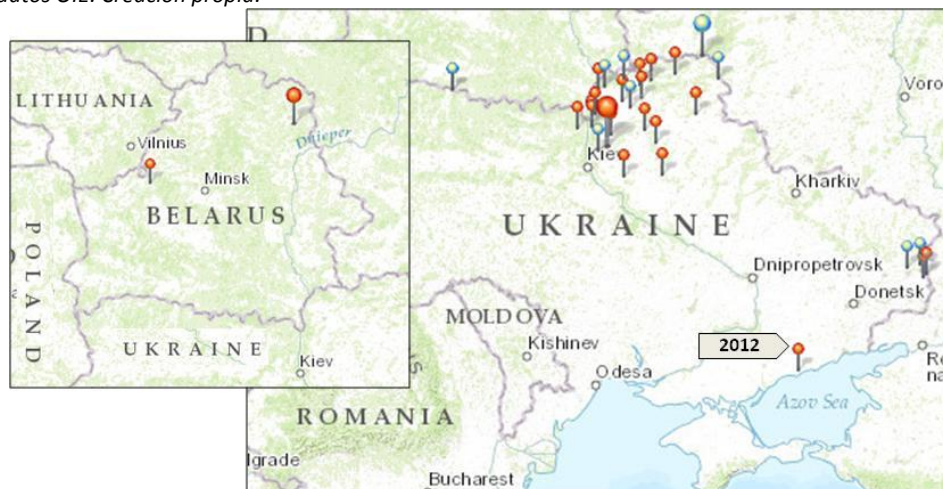 datos OIE. Creación propia.
LITHUANIA
Vilnius
Dnieper
Minsk
BELARUS
POLAND
UKRAINE
Kiev
D
Voro
Kiev
Kharkiv
UKRAINE
Dnipropetrovsk
Donetsk
MOLDOVA
Kishinev
2012
Odesa
Azov Sea
ROMANIA
lgrade
Bucharest